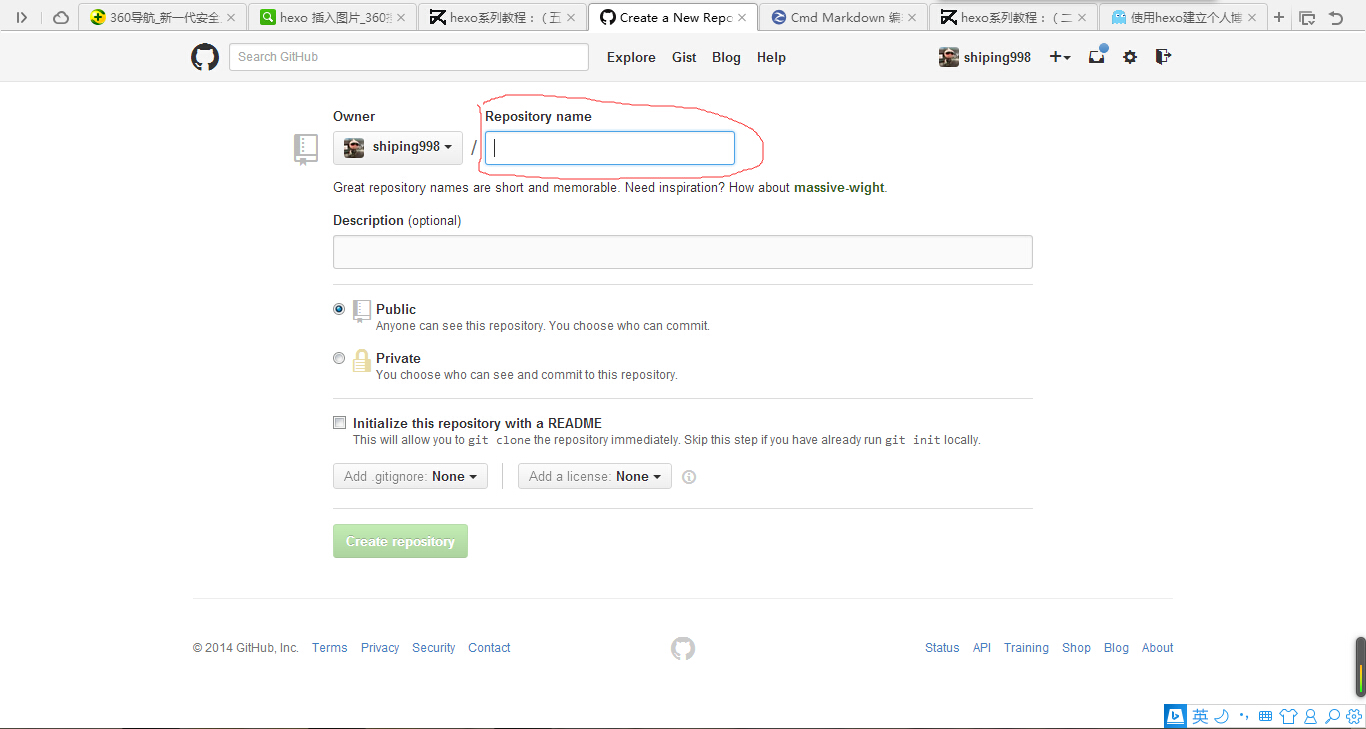 360导航_新一代安全
hexo 插入图片_360搜
hexo系列教程：（五
Create a New Repo
Cmd Markdown 编
hexo系列教程：（二
使用hexo建立个人博
Search GitHub
Explore Gist Blog Help
shiping998
Owner
Repository name
shiping998 /
Great repository names are short and memorable. Need inspiration? How about massive-wight.
Description (optional)
Public
Anyone can see this repository. You choose who can commit.
Private
You choose who can see and commit to this repository.
Initialize this repository with a README
This will allow you to git clone the repository immediately. Skip this step if you have already run git init locally.
Add .gitignore: None Add a license: None
Create repository
© 2014 GitHub, Inc. Terms Privacy Security Contact
Status API Training Shop Blog About
英